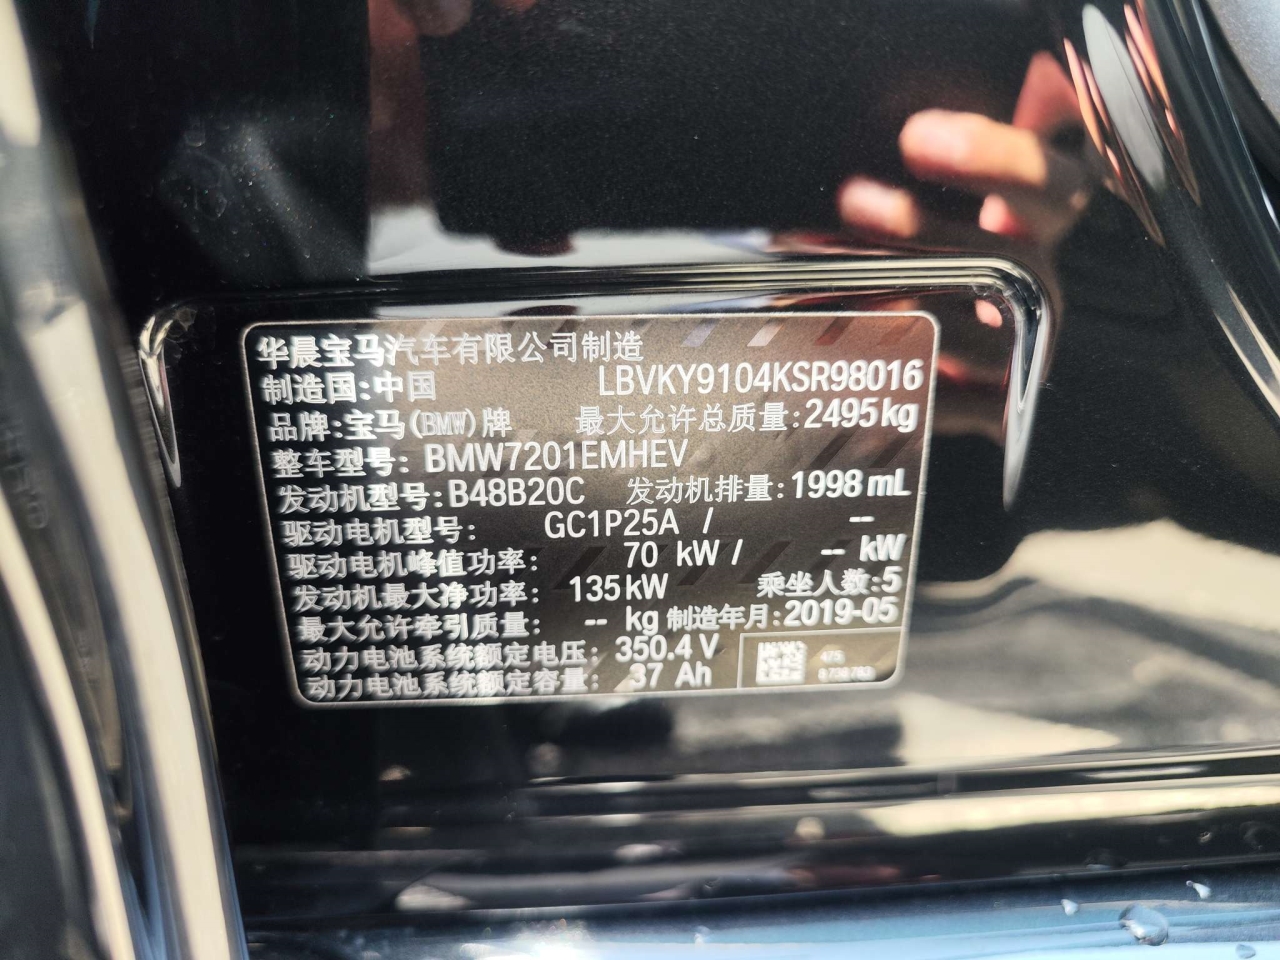 华晨宝马汽车有限公司制造
制造国:中国 LBVKY9104KSR98016
品牌:宝马(BMW)牌 最大允许总质量:2495kg
整车型号: BMW7201EMHEV
发动机型号:B48B20C 发动机排量:1998mL
驱动电机型号: GC1P25A / --
驱动电机峰值功率: 70 kW / -- kW
发动机最大净功率: 135kW 乘坐人数:5
最大允许牵引质量: -- kg 制造年月:2019-05
动力电池系统额定电压: 350.4 V
动力电池系统额定容量: 37 Ah
475